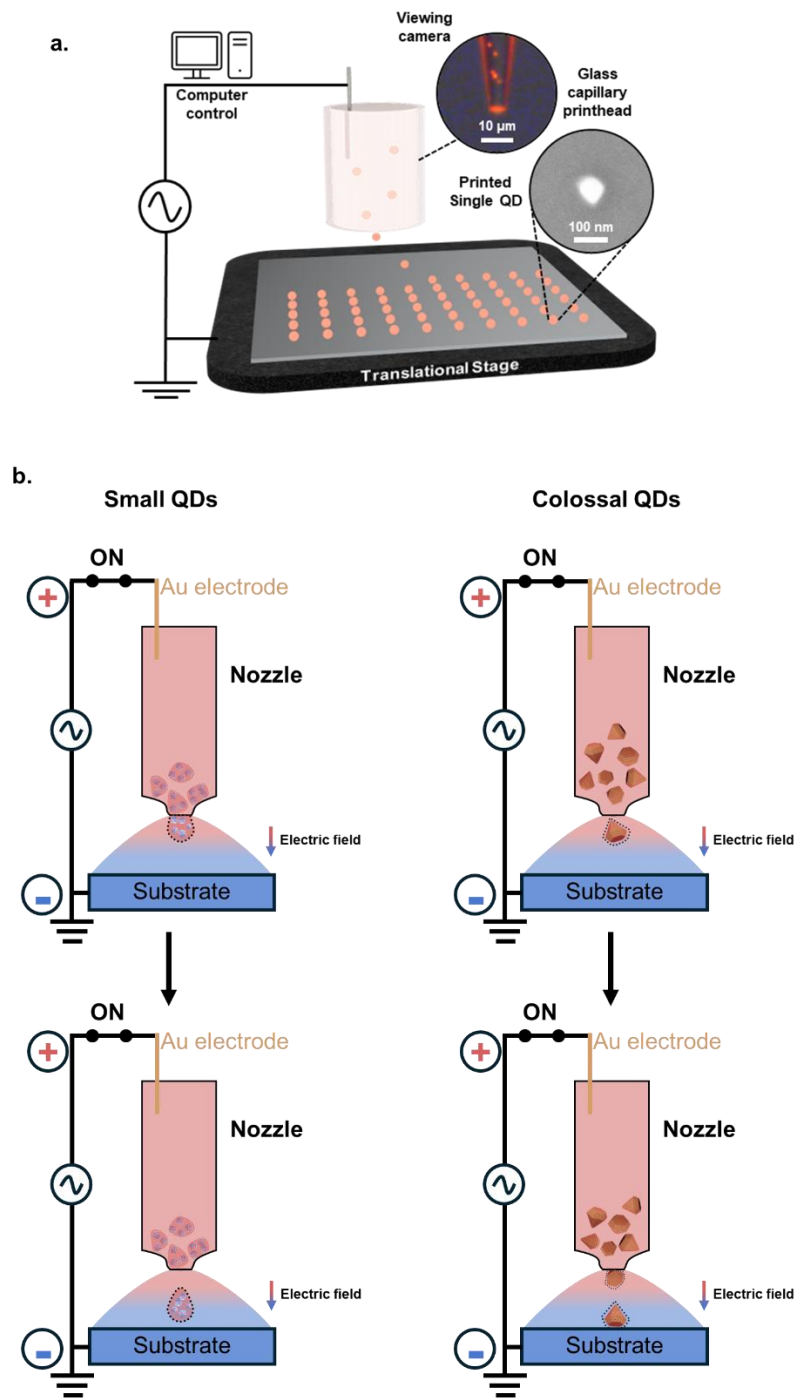 a.
Computer
control
Viewing
camera
10 µm
Glass
capillary
printhead
Printed
Single QD
100 nm
Translational Stage
b.
Small QDs
Colossal QDs
ON
+
Au electrode
Nozzle
Electric field
Substrate
-
ON
+
Au electrode
Nozzle
Electric field
Substrate
-
ON
+
Au electrode
Nozzle
Electric field
Substrate
-
ON
+
Au electrode
Nozzle
Electric field
Substrate
-